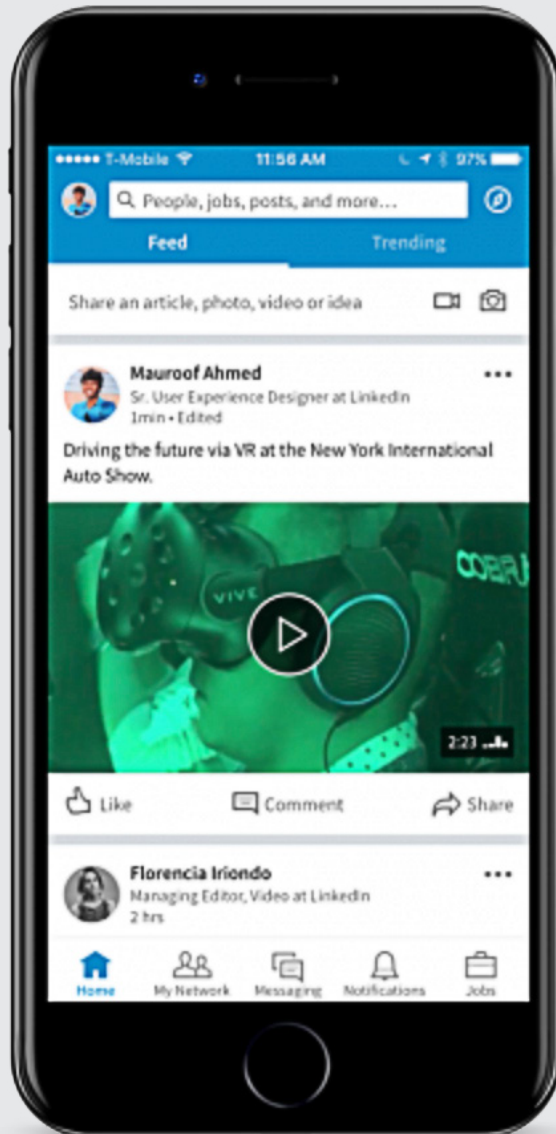 T-Mobile 11:56 AM 97%
People, jobs, posts, and more...
Feed Trending
Share an article, photo, video or idea
Mauroof Ahmed
Sr. User Experience Designer at LinkedIn
1min • Edited
Driving the future via VR at the New York International
Auto Show.
VIVE
2:23
Like Comment Share
Florencia Iriondo
Managing Editor, Video at LinkedIn
2 hrs
Home My Network Messaging Notifications Jobs